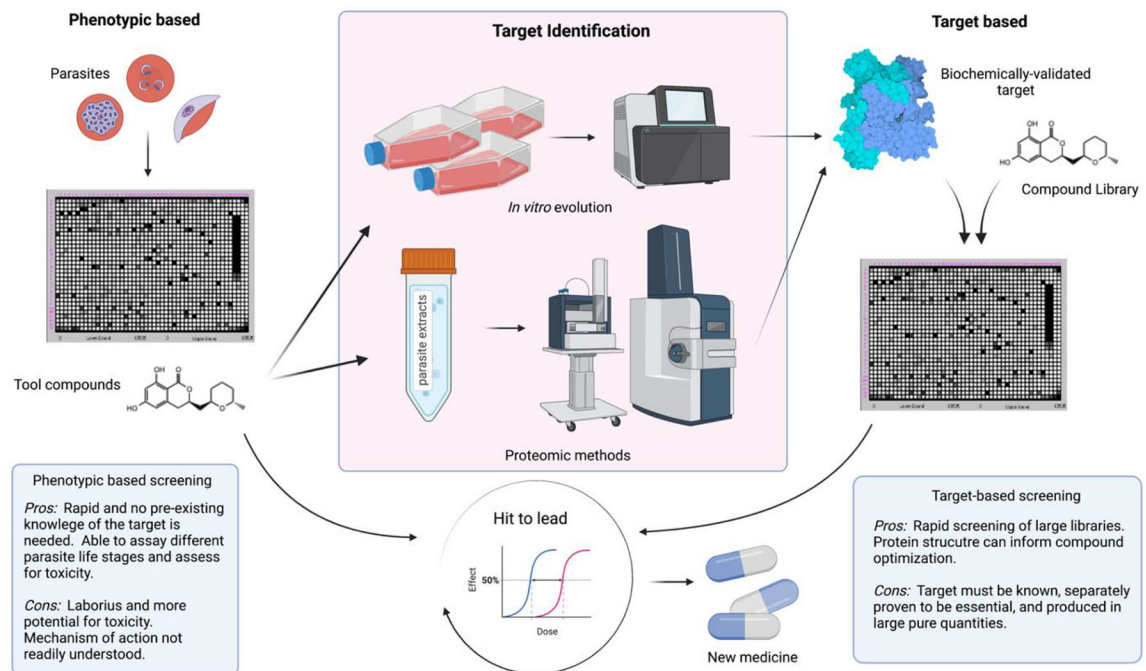 Phenotypic based
Parasites
Tool compounds
OH
O
O
HO
O
Target Identification
In vitro evolution
parasite extracts
Proteomic methods
Target based
Biochemically-validated
target
OH
O
O
HO
O
Compound Library
Phenotypic based screening
Pros: Rapid and no pre-existing
knowlege of the target is
needed. Able to assay different
parasite life stages and assess
for toxicity.
Cons: Laborius and more
potential for toxicity.
Mechanism of action not
readily understood.
Hit to lead
Effect
50%
Dose
New medicine
Target-based screening
Pros: Rapid screening of large libraries.
Protein strucutre can inform compound
optimization.
Cons: Target must be known, separately
proven to be essential, and produced in
large pure quantities.